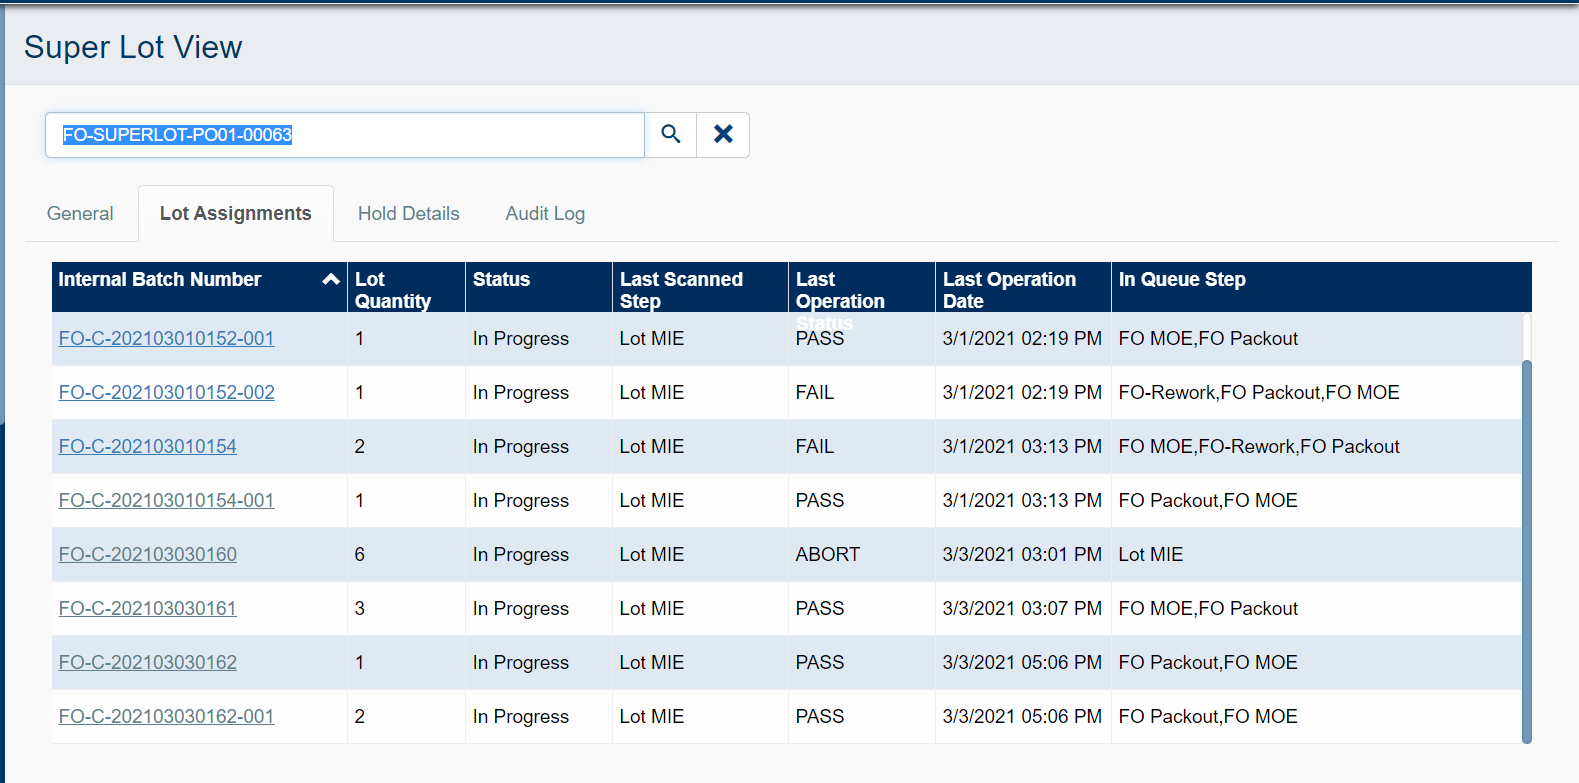 Super Lot View
FO-SUPERLOT-PO01-00063
General Lot Assignments Hold Details Audit Log
Internal Batch Number Lot Quantity Status Last Scanned Step Last Operation Status Last Operation Date In Queue Step
FO-C-202103010152-001 1 In Progress Lot MIE PASS 3/1/2021 02:19 PM FO MOE,FO Packout
FO-C-202103010152-002 1 In Progress Lot MIE FAIL 3/1/2021 02:19 PM FO-Rework,FO Packout,FO MOE
FO-C-202103010154 2 In Progress Lot MIE FAIL 3/1/2021 03:13 PM FO MOE,FO-Rework,FO Packout
FO-C-202103010154-001 1 In Progress Lot MIE PASS 3/1/2021 03:13 PM FO Packout,FO MOE
FO-C-202103030160 6 In Progress Lot MIE ABORT 3/3/2021 03:01 PM Lot MIE
FO-C-202103030161 3 In Progress Lot MIE PASS 3/3/2021 03:07 PM FO MOE,FO Packout
FO-C-202103030162 1 In Progress Lot MIE PASS 3/3/2021 05:06 PM FO Packout,FO MOE
FO-C-202103030162-001 2 In Progress Lot MIE PASS 3/3/2021 05:06 PM FO Packout,FO MOE